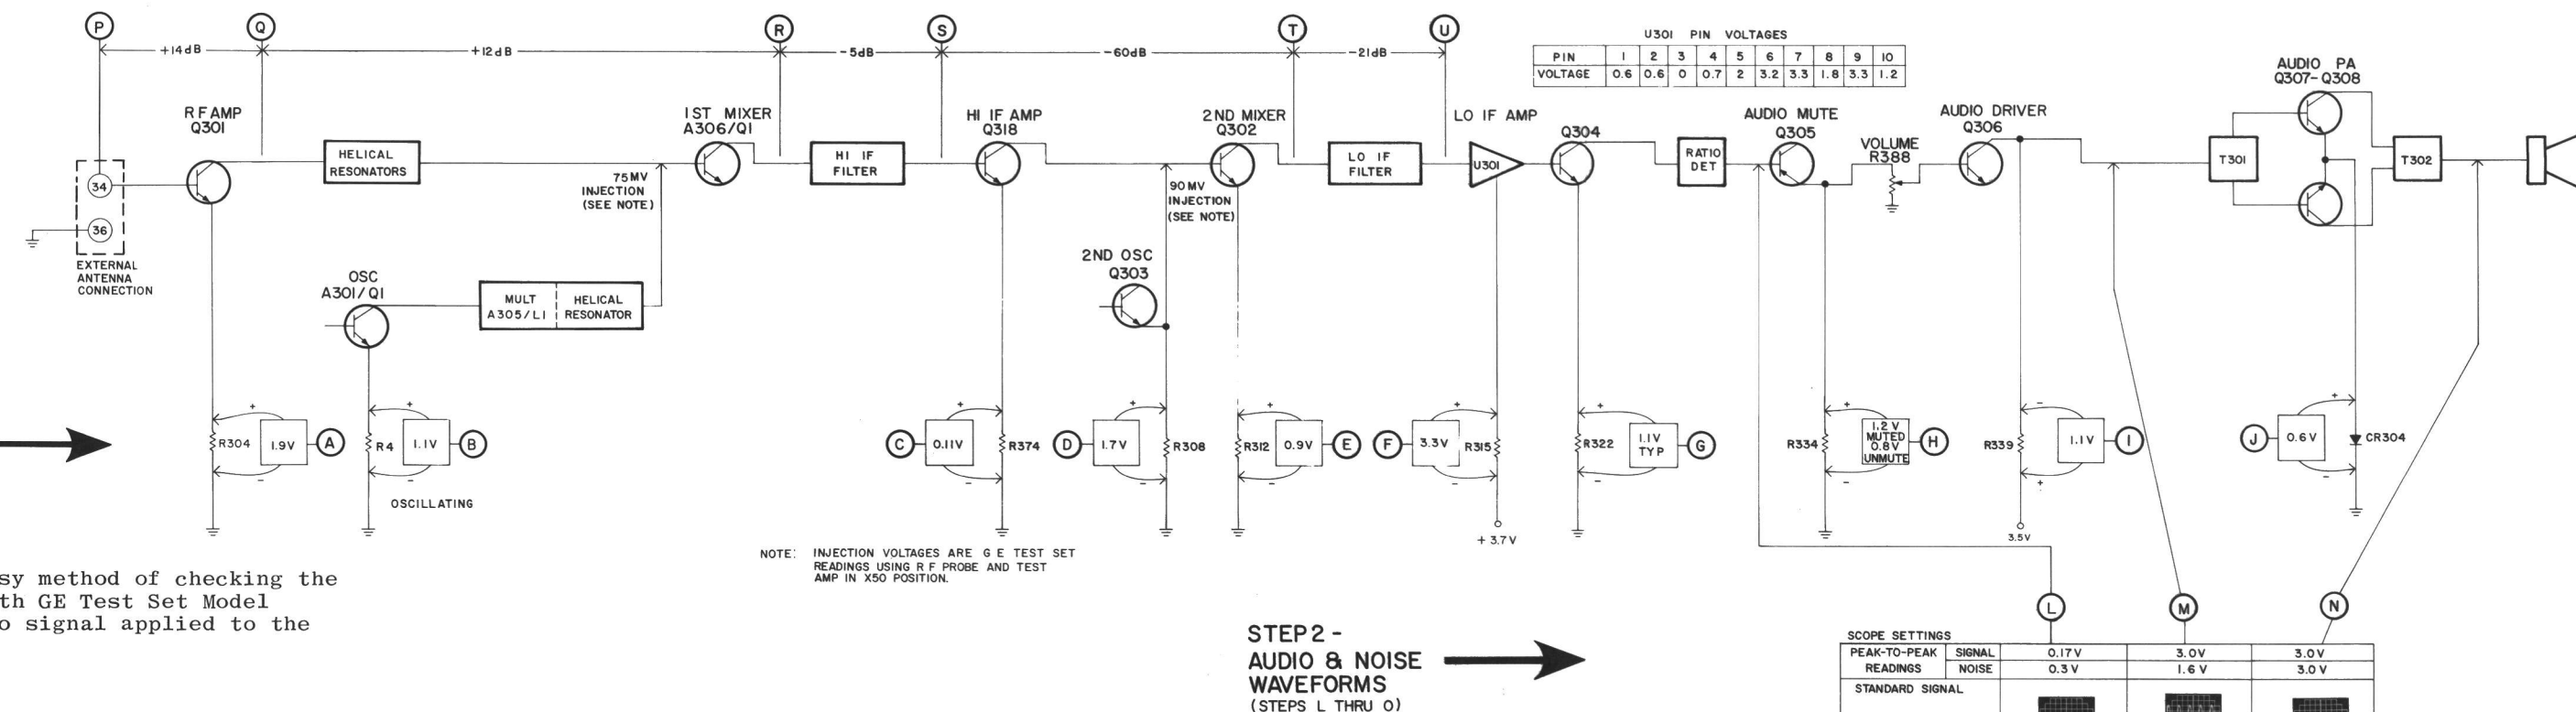 P
Q
R
S
T
U
+14dB
+12dB
-5dB
-60dB
-21dB
U301 PIN VOLTAGES
PIN 1 2 3 4 5 6 7 8 9 10
VOLTAGE 0.6 0.6 0 0.7 2 3.2 3.3 1.8 3.3 1.2
RF AMP
Q301
1ST MIXER
A306/Q1
HI IF AMP
Q318
2ND MIXER
Q302
LO IF AMP
Q304
AUDIO MUTE
Q305
VOLUME
R388
AUDIO DRIVER
Q306
AUDIO PA
Q307-Q308
HELICAL
RESONATORS
HI IF
FILTER
LO IF
FILTER
U301
RATIO
DET
T301
T302
34
36
EXTERNAL
ANTENNA
CONNECTION
75MV
INJECTION
(SEE NOTE)
90MV
INJECTION
(SEE NOTE)
OSC
A301/Q1
MULT
A305/L1
HELICAL
RESONATOR
2ND OSC
Q303
+
R304
1.9V
A
-
+
R4
1.1V
B
-
OSCILLATING
C
0.11V
+
R374
-
D
1.7V
+
R308
-
+
R312
0.9V
E
-
F
3.3V
+
R315
-
+3.7V
+
R322
1.1V
TYP
G
-
+
R334
1.2 V
MUTED
0.8V
UNMUTE
H
-
-
R339
1.1V
I
+
3.5V
J
0.6V
+
CR304
-
NOTE: INJECTION VOLTAGES ARE G E TEST SET
READINGS USING R F PROBE AND TEST
AMP IN X50 POSITION.
sy method of checking the
th GE Test Set Model
o signal applied to the
STEP 2 -
AUDIO & NOISE
WAVEFORMS
(STEPS L THRU O)
L
M
N
SCOPE SETTINGS
PEAK-TO-PEAK
READINGS
SIGNAL 0.17V 3.0V 3.0V
NOISE 0.3V 1.6 V 3.0 V
STANDARD SIGNAL